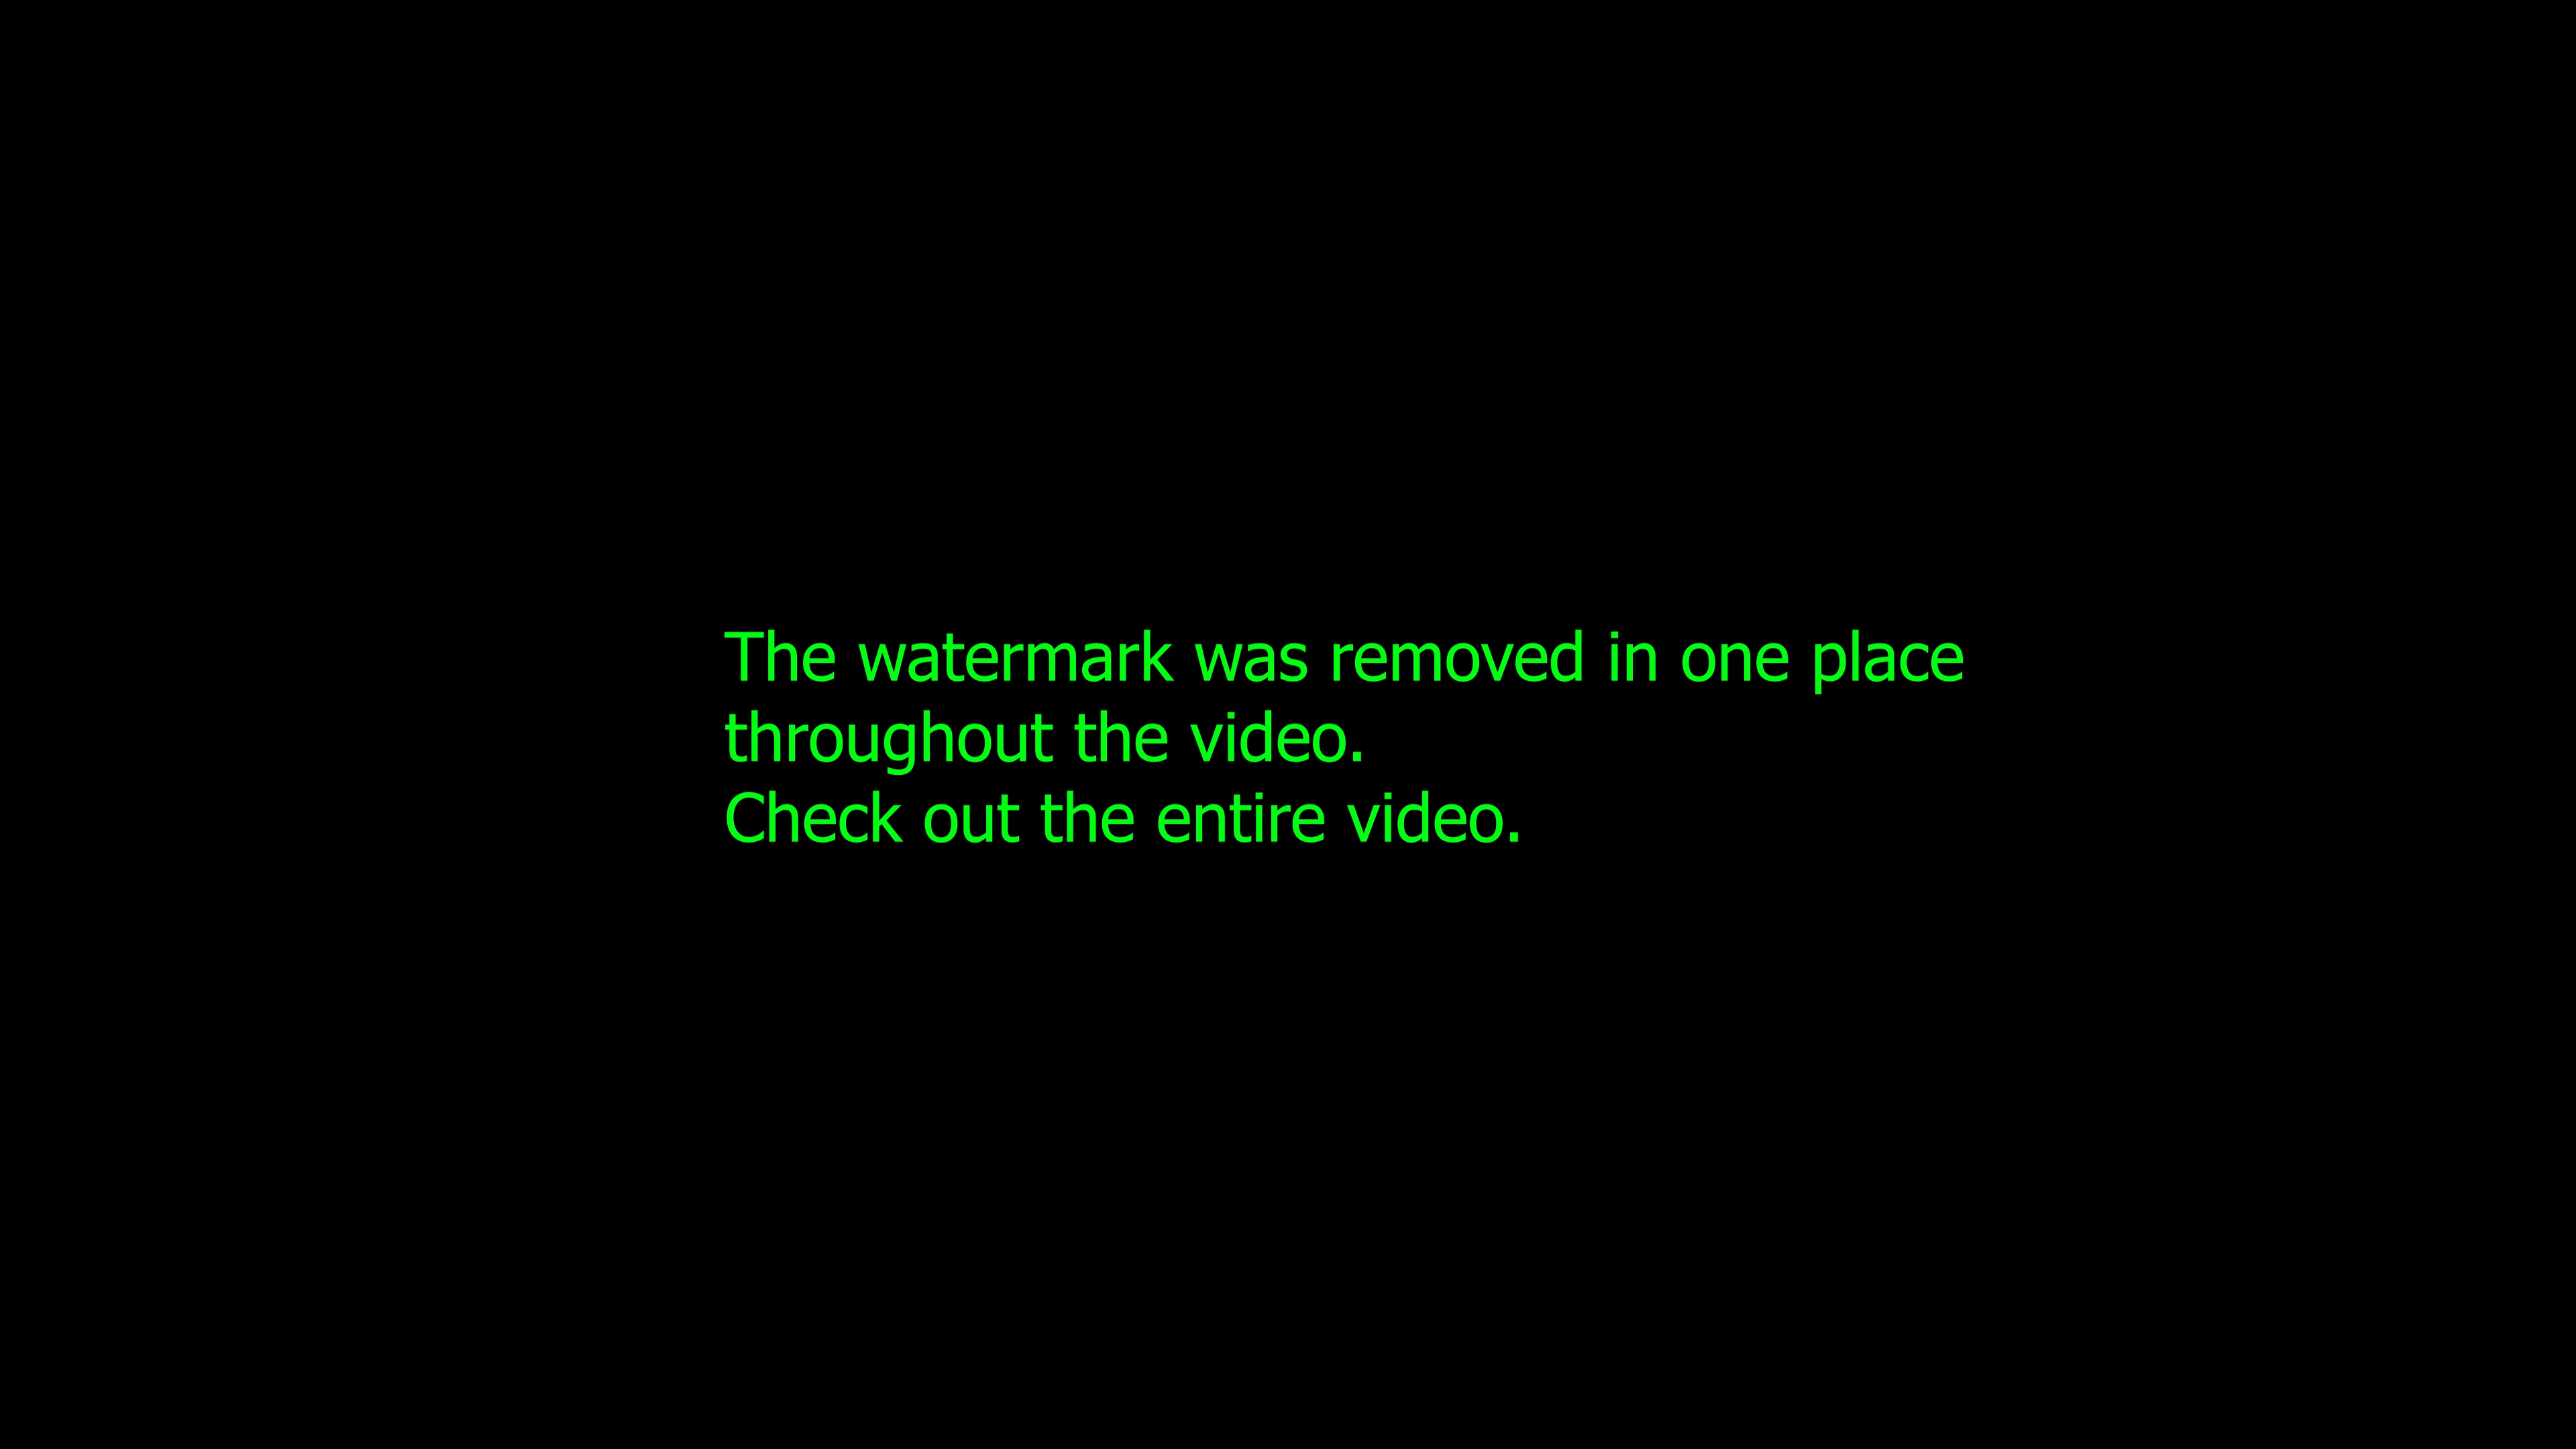 The watermark was removed in one place
throughout the video.
Check out the entire video.